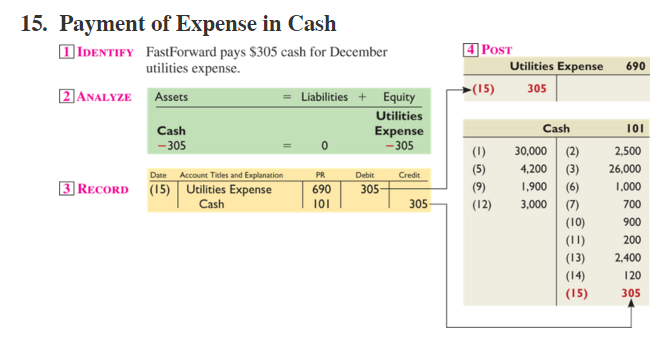 15. Payment of Expense in Cash
1 IDENTIFY FastForward pays $305 cash for December
utilities expense.
2 ANALYZE Assets = Liabilities + Equity
Utilities
Cash Expense
−305 = 0 −305
Date Account Titles and Explanation PR Debit Credit
3 RECORD (15) Utilities Expense 690 305
Cash 101 305
4 POST
Utilities Expense 690
(15) 305
Cash 101
(1) 30,000 (2) 2,500
(5) 4,200 (3) 26,000
(9) 1,900 (6) 1,000
(12) 3,000 (7) 700
(10) 900
(11) 200
(13) 2,400
(14) 120
(15) 305